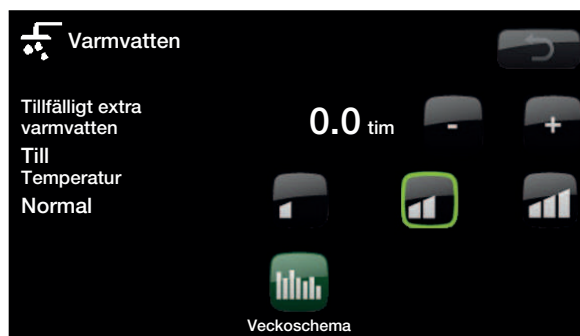 Varmvatten
Tillfälligt extra
varmvatten
0.0 tim
-
+
Till
Temperatur
Normal
Veckoschema